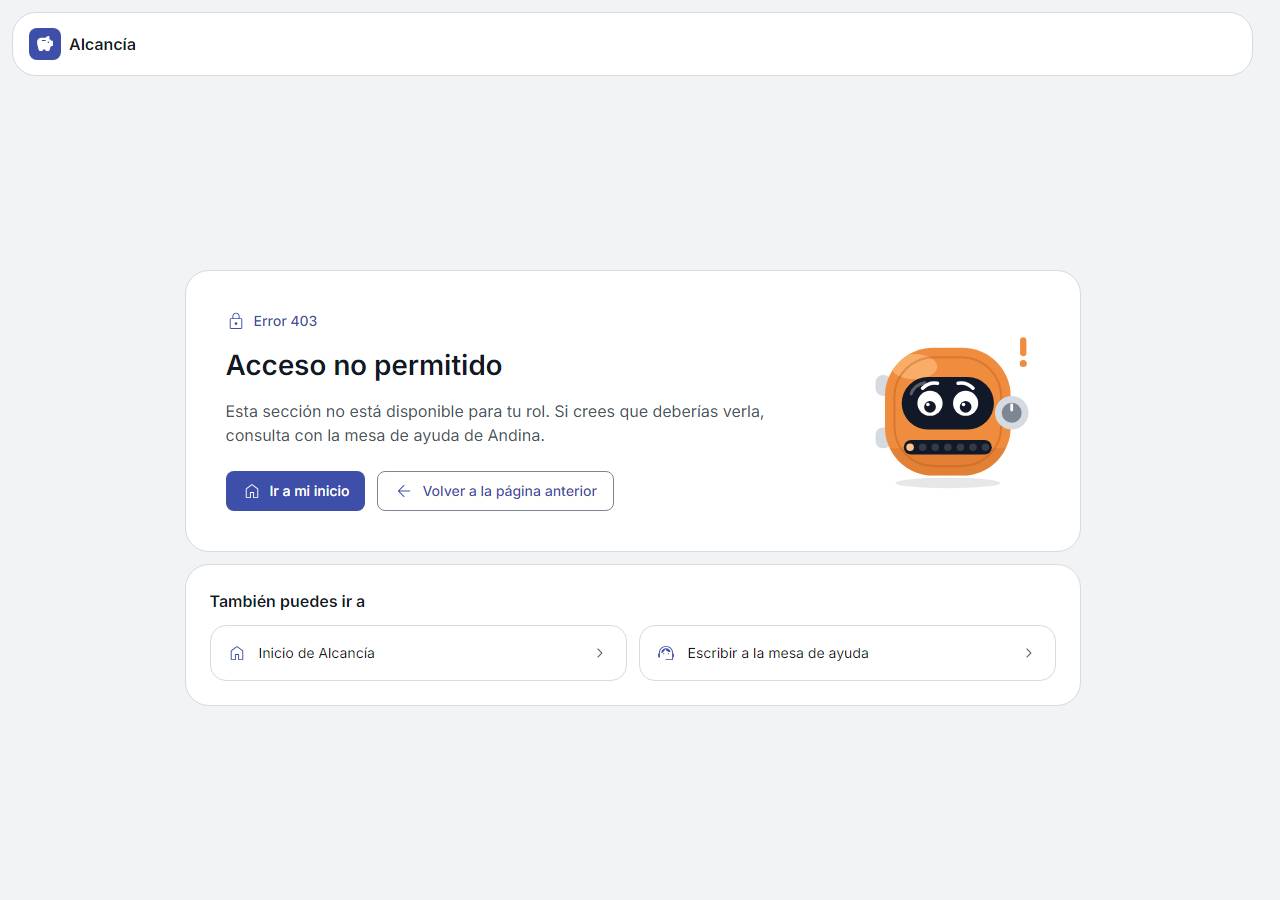 Alcancía
Error 403
Acceso no permitido
Esta sección no está disponible para tu rol. Si crees que deberías verla,
consulta con la mesa de ayuda de Andina.
Ir a mi inicio
Volver a la página anterior
También puedes ir a
Inicio de Alcancía
Escribir a la mesa de ayuda